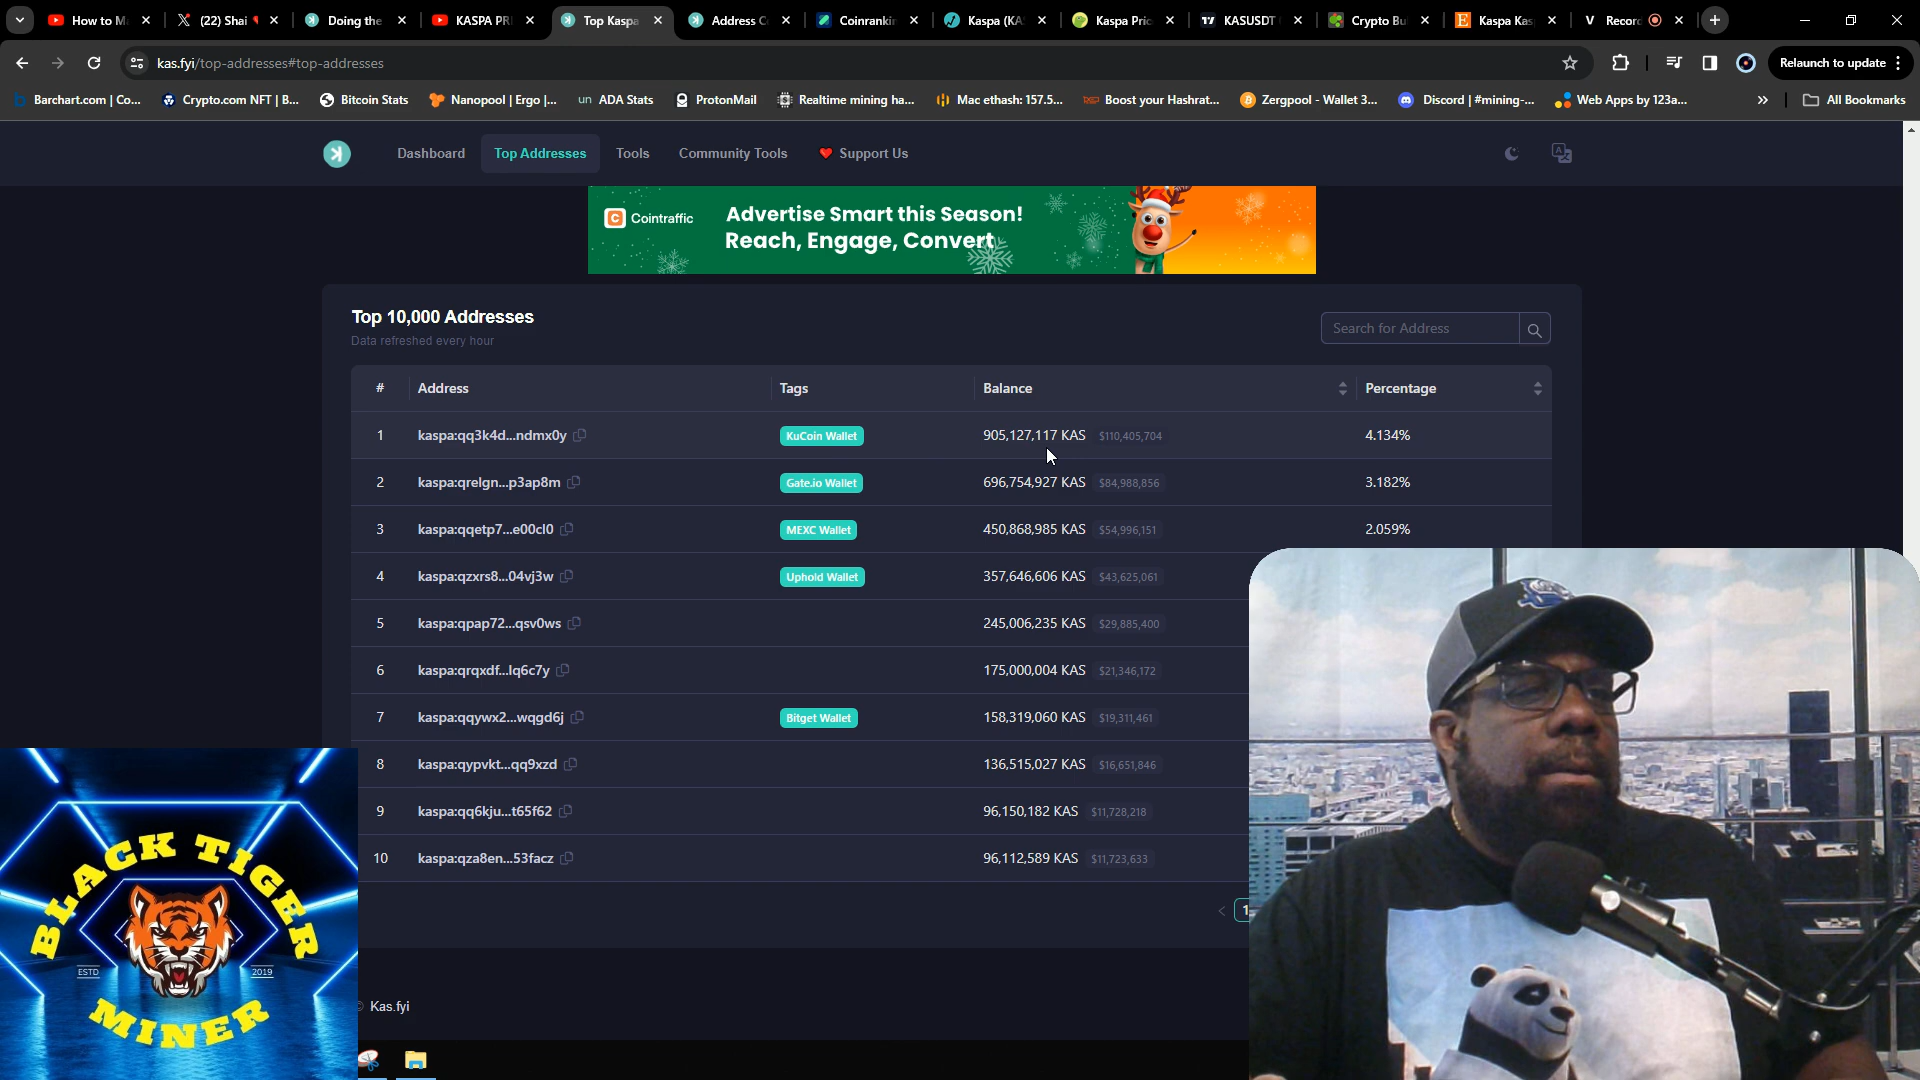 How to M
(22) Shai
Doing the
KASPA PR
Top Kaspa
Address C
Coinrankin
Kaspa (KA
Kaspa Pric
KASUSDT
Crypto Bu
Kaspa Kas
Recor
kas.fyi/top-addresses#top-addresses
Relaunch to update
Barchart.com | Co...
Crypto.com NFT | B...
Bitcoin Stats
Nanopool | Ergo |...
ADA Stats
ProtonMail
Realtime mining ha...
Mac ethash: 157.5...
Boost your Hashrat...
Zergpool - Wallet 3...
Discord | #mining-...
Web Apps by 123a...
All Bookmarks
Dashboard
Top Addresses
Tools
Community Tools
Support Us
Cointraffic
Advertise Smart this Season!
Reach, Engage, Convert
Top 10,000 Addresses
Data refreshed every hour
Search for Address
# Address Tags Balance Percentage
1 kaspa:qq3k4d...ndmx0y KuCoin Wallet 905,127,117 KAS $110,405,704 4.134%
2 kaspa:qrelgn...p3ap8m Gate.io Wallet 696,754,927 KAS $84,988,856 3.182%
3 kaspa:qqetp7...e00cl0 MEXC Wallet 450,868,985 KAS $54,996,151 2.059%
4 kaspa:qzxrs8...04vj3w Uphold Wallet 357,646,606 KAS $43,625,061
5 kaspa:qpap72...qsv0ws 245,006,235 KAS $29,885,400
6 kaspa:qrqxdf...lq6c7y 175,000,004 KAS $21,346,172
7 kaspa:qqywx2...wqgd6j Bitget Wallet 158,319,060 KAS $19,311,461
8 kaspa:qypvkt...qq9xzd 136,515,027 KAS $16,651,846
9 kaspa:qq6kju...t65f62 96,150,182 KAS $11,728,218
10 kaspa:qza8en...53facz 96,112,589 KAS $11,723,633
1
Kas.fyi
BLACK TIGER
ESTD 2019
MINER